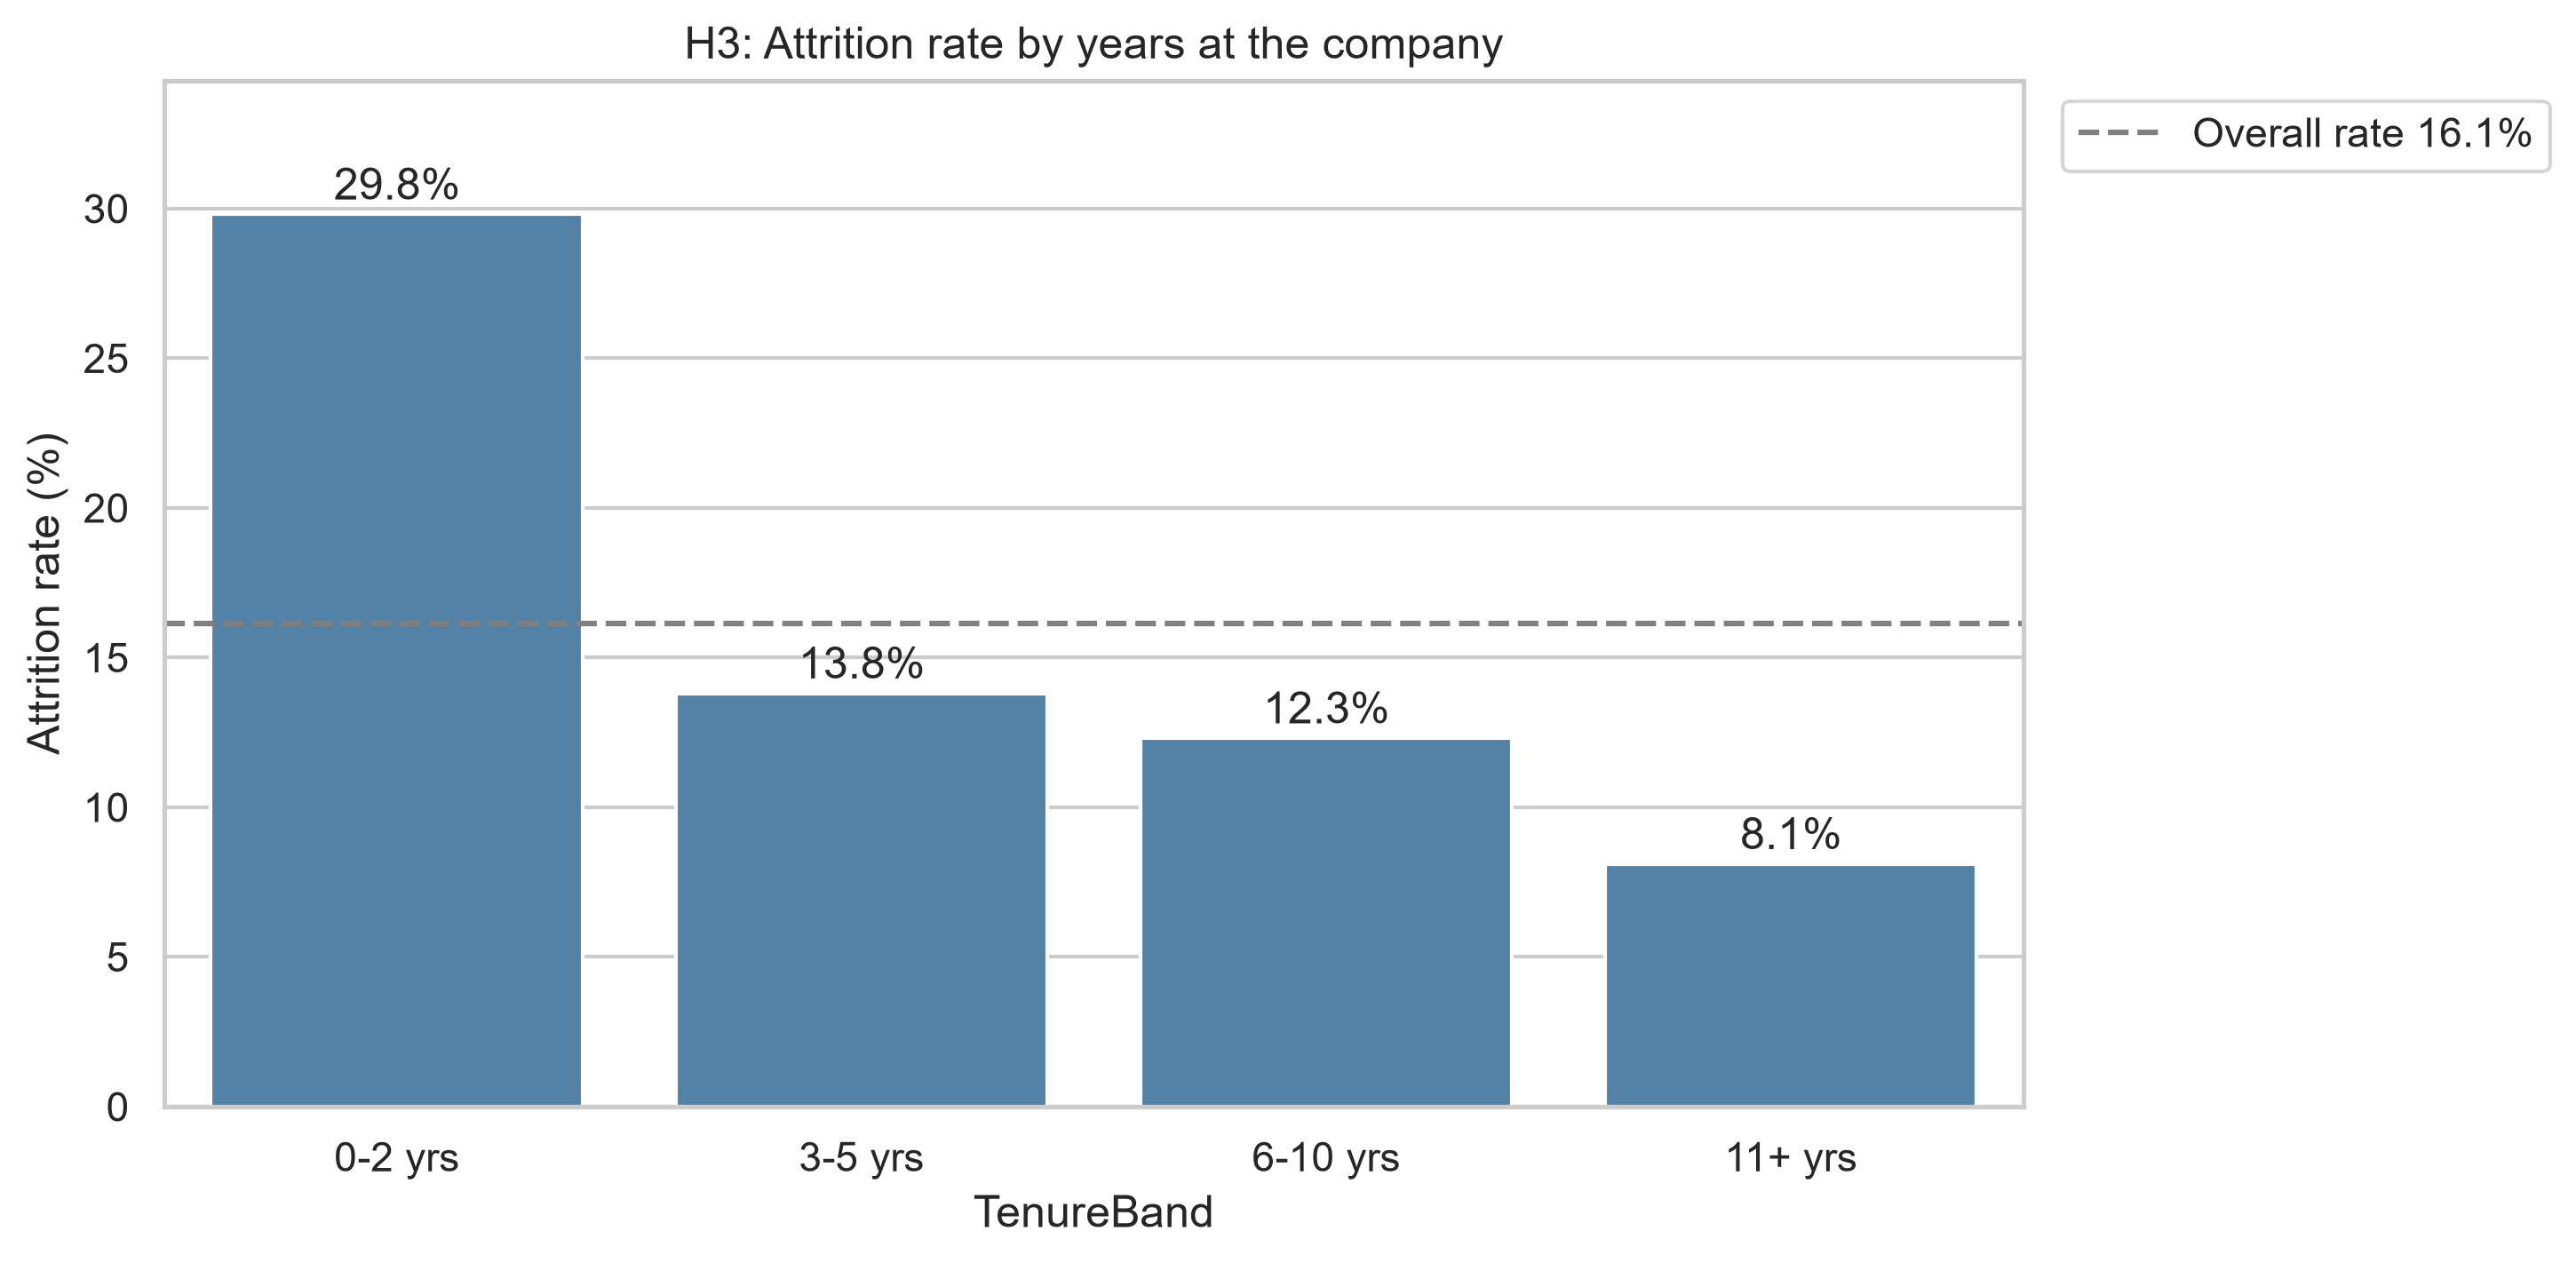 H3: Attrition rate by years at the company
Overall rate 16.1%
Attrition rate (%)
30
25
20
15
10
5
0
29.8%
13.8%
12.3%
8.1%
0-2 yrs
3-5 yrs
6-10 yrs
11+ yrs
TenureBand